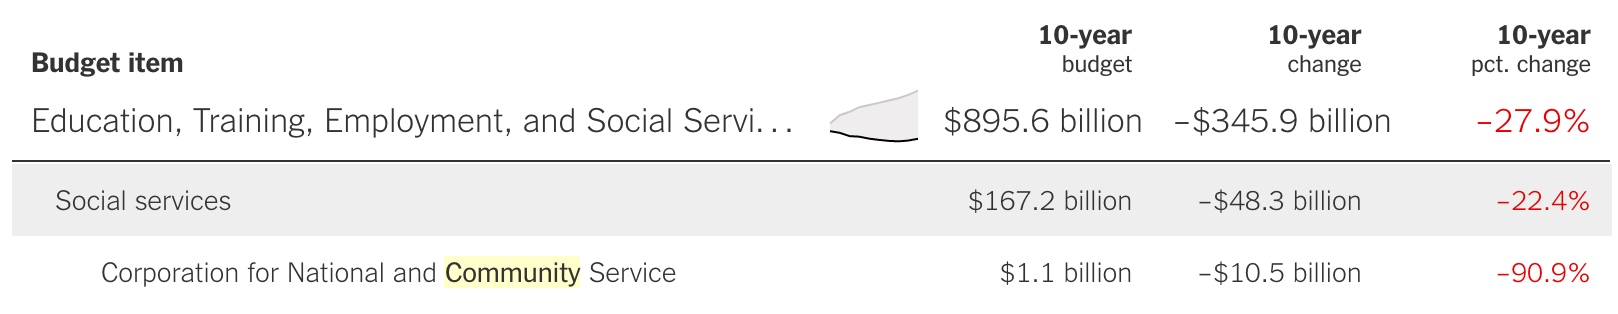 10-year 10-year 10-year
Budget item budget change pct. change
Education, Training, Employment, and Social Servi... $895.6 billion –$345.9 billion –27.9%
Social services $167.2 billion –$48.3 billion –22.4%
Corporation for National and Community Service $1.1 billion –$10.5 billion –90.9%